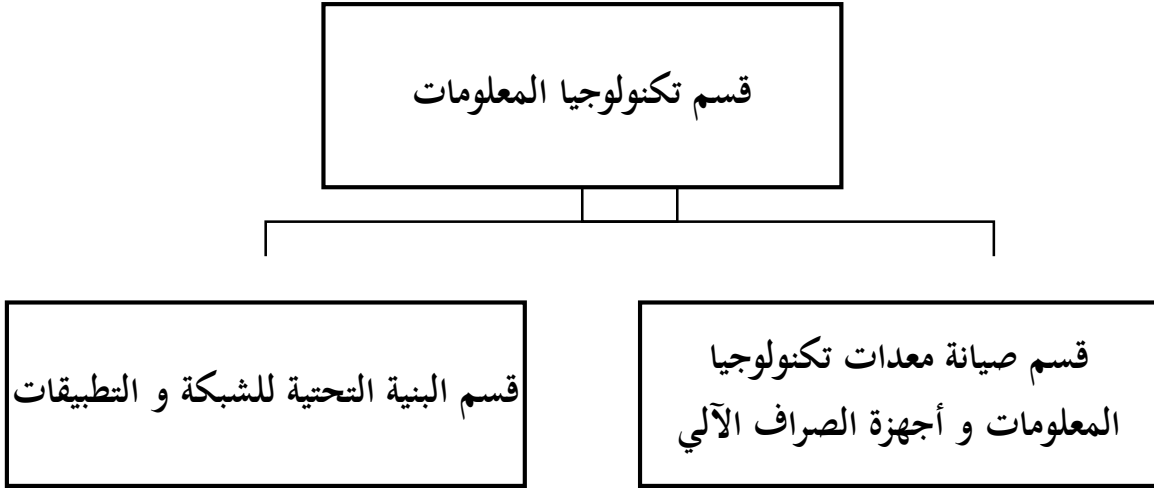 قسم تكنولوجيا المعلومات
قسم صيانة معدات تكنولوجيا
المعلومات و أجهزة الصراف الآلي
قسم البنية التحتية للشبكة و التطبيقات